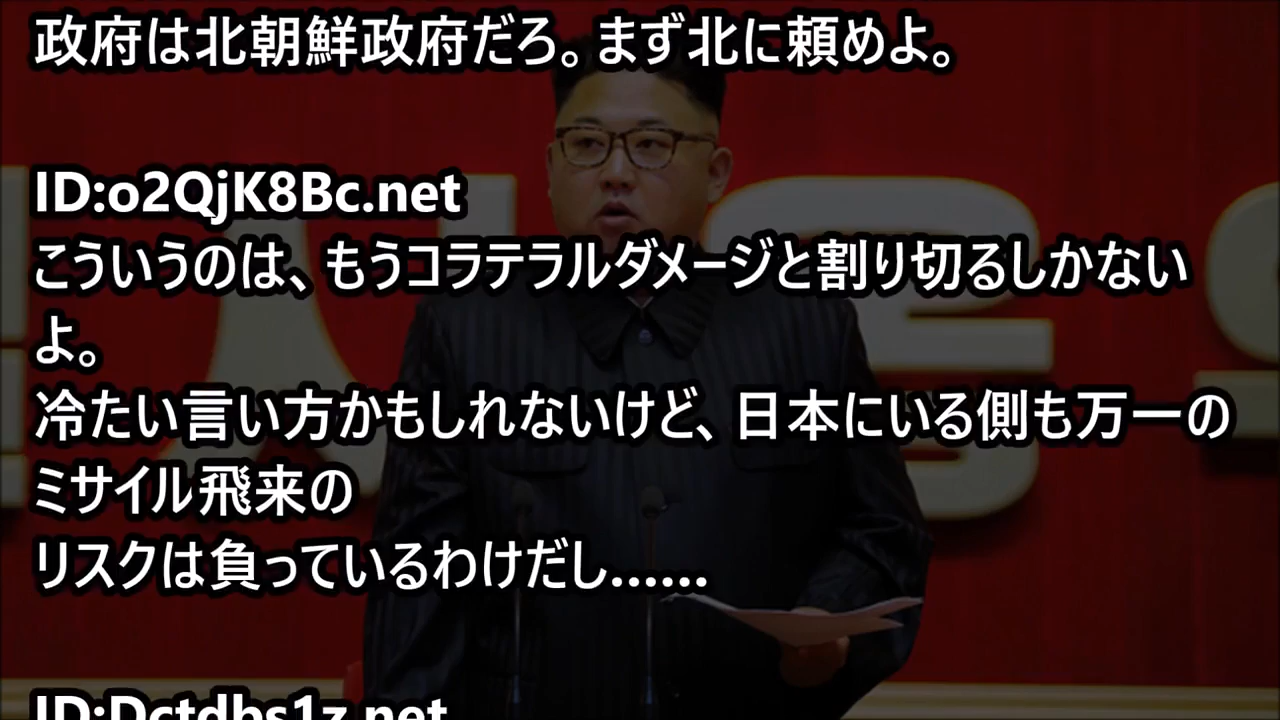 政府は北朝鮮政府だろ。まず北に頼めよ。
ID:o2QjK8Bc.net
こういうのは、もうコラテラルダメージと割り切るしかない
よ。
冷たい言い方かもしれないけど、日本にいる側も万一の
ミサイル飛来の
リスクは負っているわけだし……
ID:Dctdbs1z.net